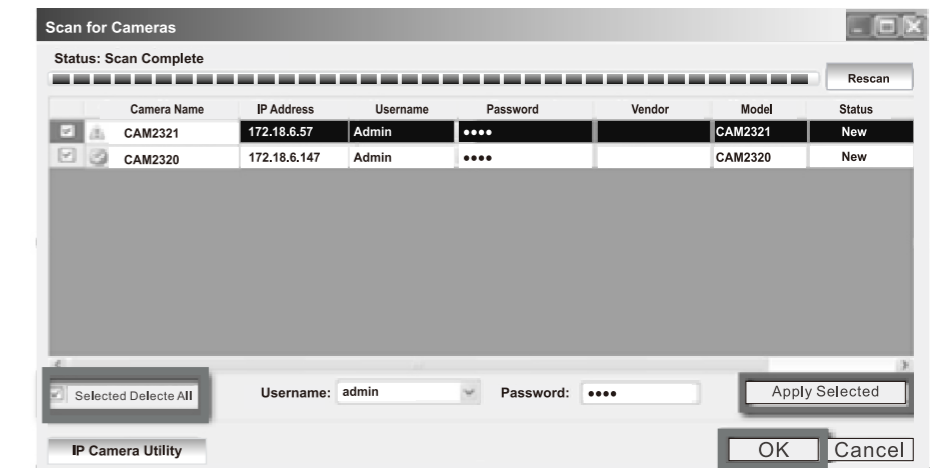 Scan for Cameras
Status: Scan Complete
Rescan
Camera Name IP Address Username Password Vendor Model Status
CAM2321 172.18.6.57 Admin •••• CAM2321 New
CAM2320 172.18.6.147 Admin •••• CAM2320 New
Selected Delecte All Username: admin Password: •••• Apply Selected
IP Camera Utility OK Cancel